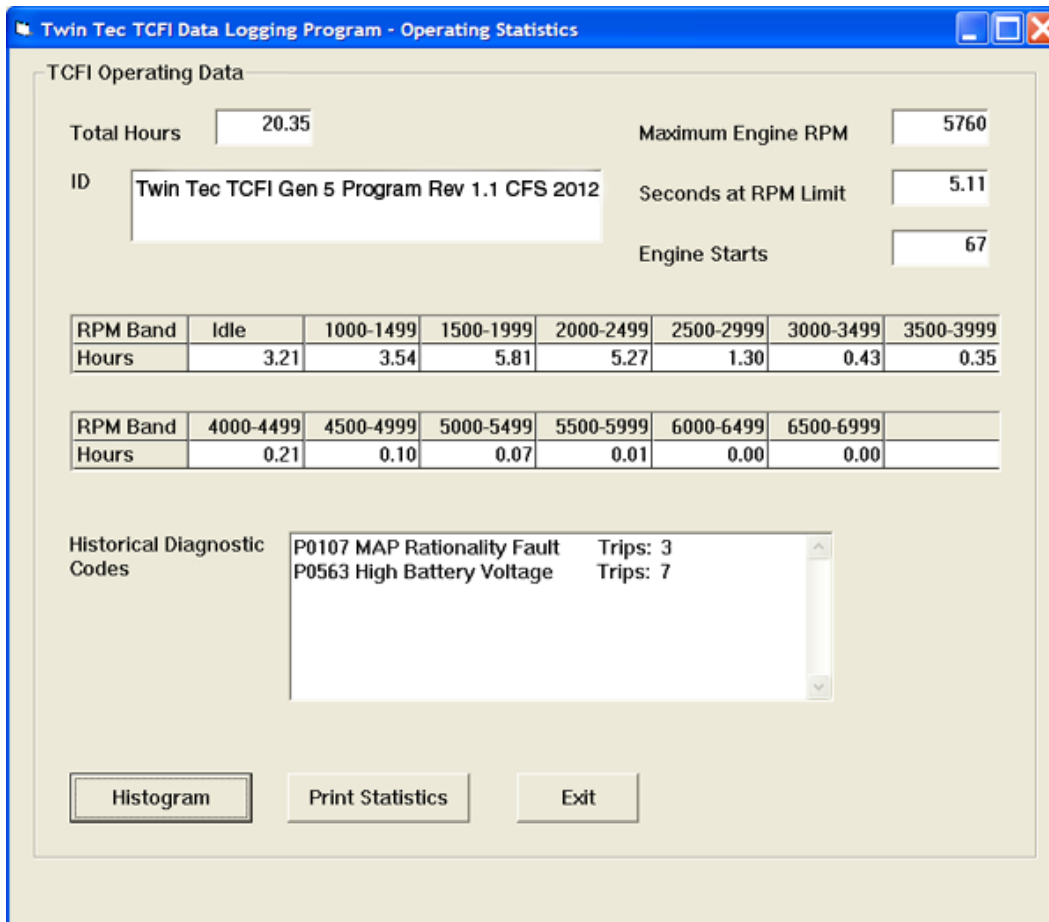 Twin Tec TCFI Data Logging Program - Operating Statistics
TCFI Operating Data
Total Hours 20.35
Maximum Engine RPM 5760
ID Twin Tec TCFI Gen 5 Program Rev 1.1 CFS 2012
Seconds at RPM Limit 5.11
Engine Starts 67
RPM Band Idle 1000-1499 1500-1999 2000-2499 2500-2999 3000-3499 3500-3999
Hours 3.21 3.54 5.81 5.27 1.30 0.43 0.35
RPM Band 4000-4499 4500-4999 5000-5499 5500-5999 6000-6499 6500-6999
Hours 0.21 0.10 0.07 0.01 0.00 0.00
Historical Diagnostic
Codes
P0107 MAP Rationality Fault Trips: 3
P0563 High Battery Voltage Trips: 7
Histogram Print Statistics Exit